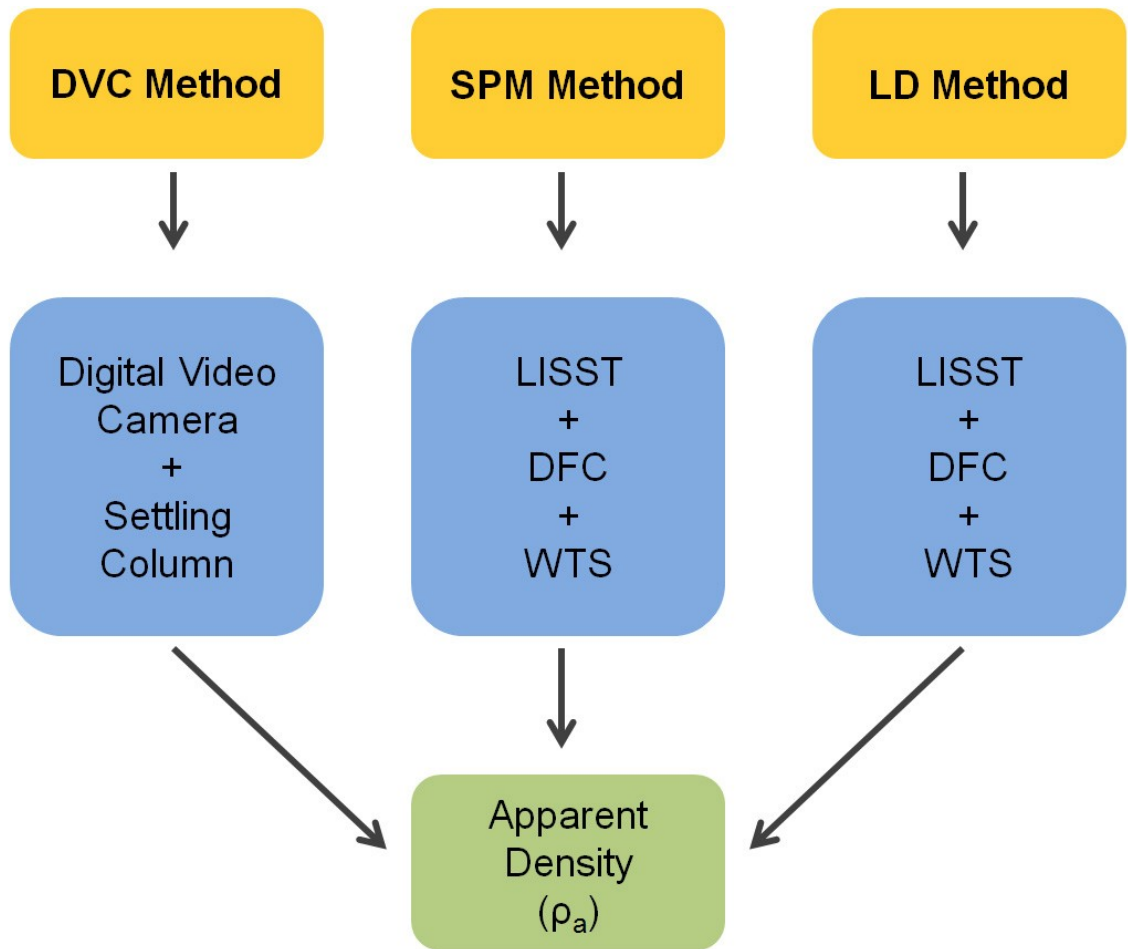 DVC Method
SPM Method
LD Method
Digital Video
Camera
+
Settling
Column
LISST
+
DFC
+
WTS
LISST
+
DFC
+
WTS
Apparent
Density
(ρₐ)